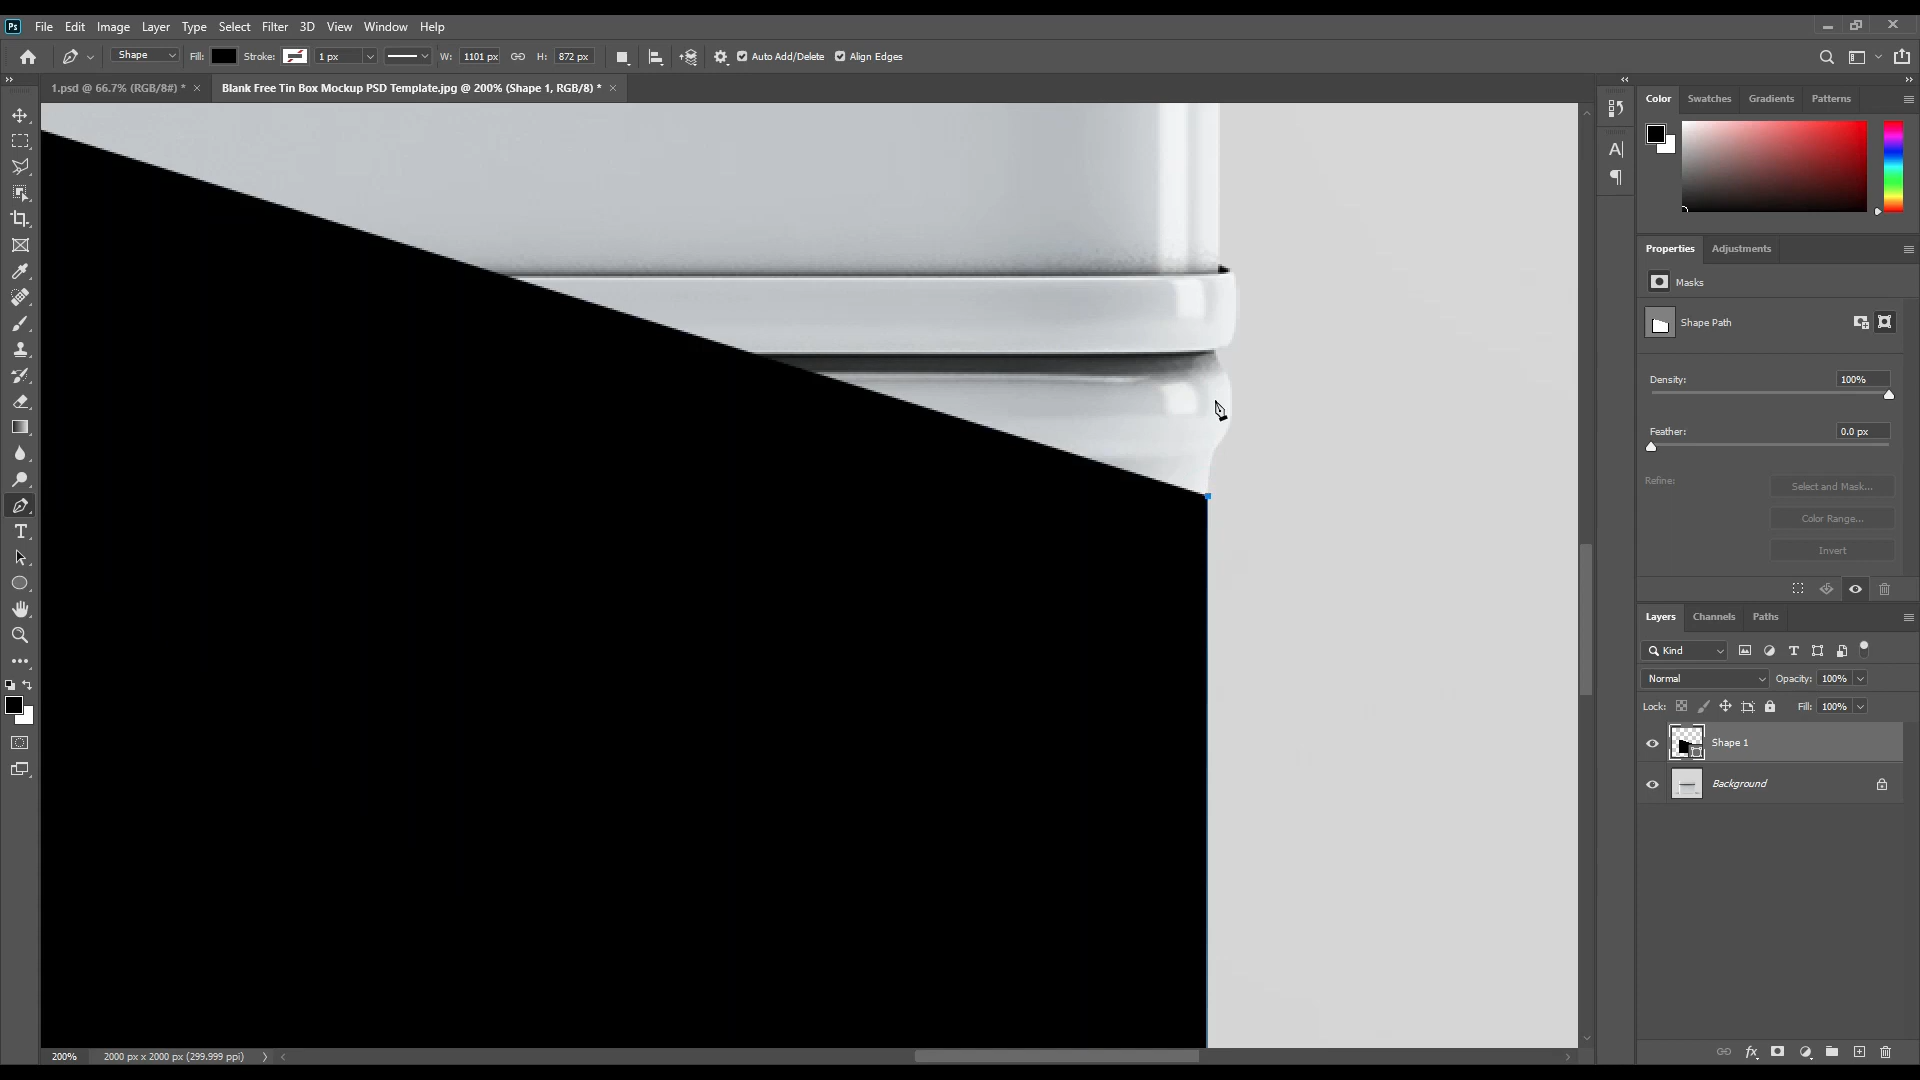 Ps File Edit Image Layer Type Select Filter 3D View Window Help
Shape Fill: Stroke: 1 px W: 1101 px H: 872 px Auto Add/Delete Align Edges
1.psd @ 66.7% (RGB/8#) * × Blank Free Tin Box Mockup PSD Template.jpg @ 200% (Shape 1, RGB/8) * ×
Color Swatches Gradients Patterns
Properties Adjustments
Masks
Shape Path
Density: 100%
Feather: 0.0 px
Refine: Select and Mask...
Color Range...
Invert
Layers Channels Paths
Kind
Normal Opacity: 100%
Lock: Fill: 100%
Shape 1
Background
fx
200% 2000 px x 2000 px (299.999 ppi)